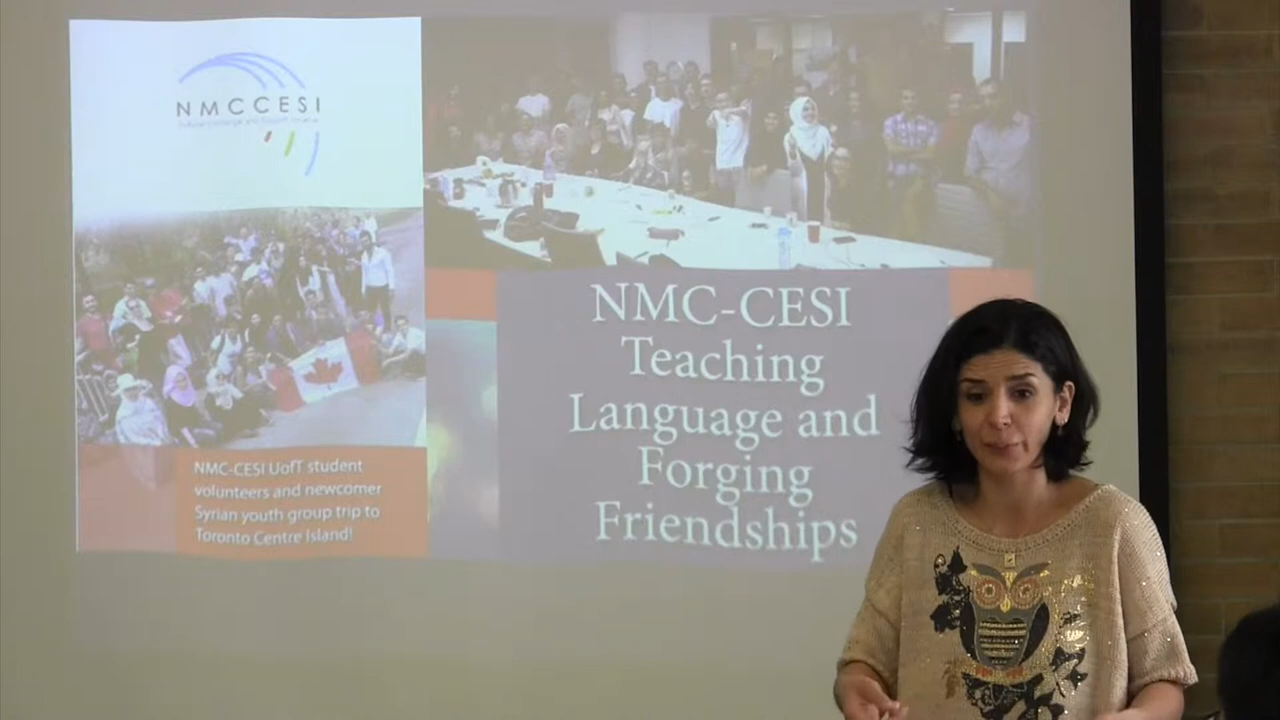 NMCCESI
NMC-CESI UofT student
volunteers and newcomer
Syrian youth group trip to
Toronto Centre Island!
NMC-CESI
Teaching
Language and
Forging
Friendships